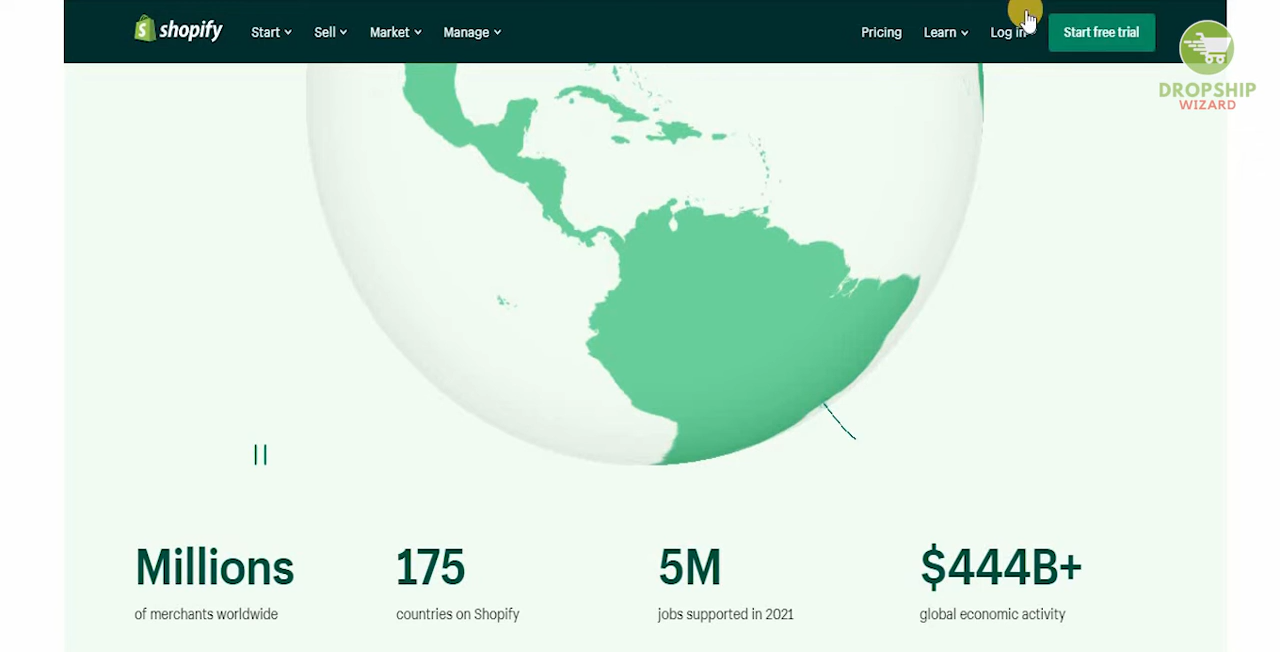 shopify
Start
Sell
Market
Manage
Pricing
Learn
Log in
Start free trial
DROPSHIP
WIZARD
Millions
of merchants worldwide
175
countries on Shopify
5M
jobs supported in 2021
$444B+
global economic activity